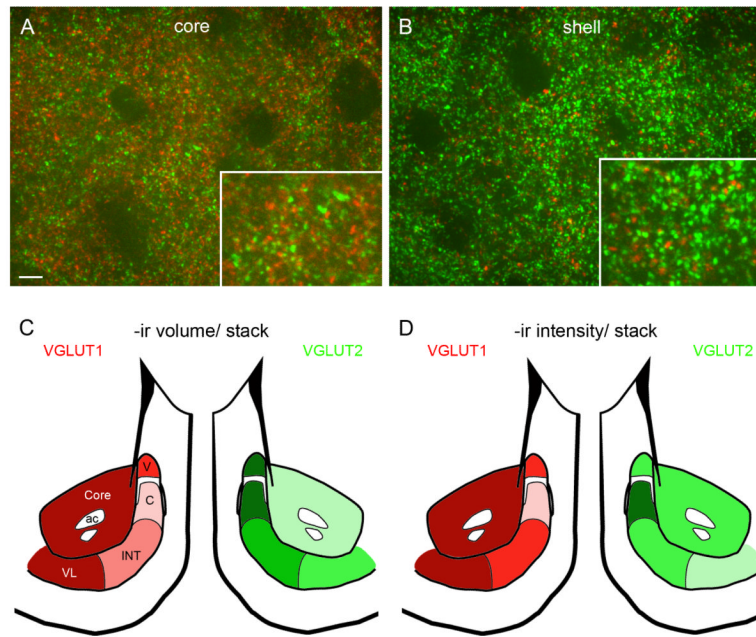 A
core
B
shell
C
-ir volume/ stack
VGLUT1
VGLUT2
V
Core
C
ac
INT
VL
D
-ir intensity/ stack
VGLUT1
VGLUT2